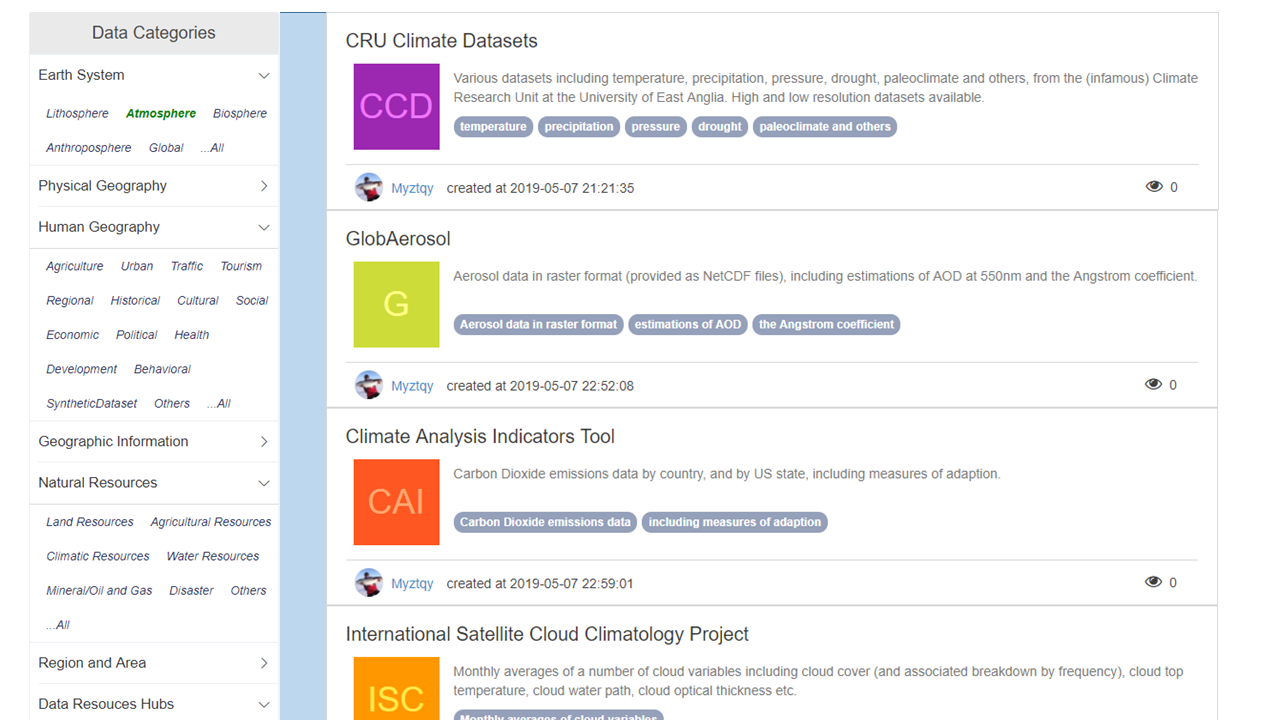 Data Categories
Earth System
Lithosphere Atmosphere Biosphere
Anthroposphere Global ...All
Physical Geography
Human Geography
Agriculture Urban Traffic Tourism
Regional Historical Cultural Social
Economic Political Health
Development Behavioral
SyntheticDataset Others ...All
Geographic Information
Natural Resources
Land Resources Agricultural Resources
Climatic Resources Water Resources
Mineral/Oil and Gas Disaster Others
...All
Region and Area
Data Resouces Hubs
CRU Climate Datasets
CCD
Various datasets including temperature, precipitation, pressure, drought, paleoclimate and others, from the (infamous) Climate
Research Unit at the University of East Anglia. High and low resolution datasets available.
temperature precipitation pressure drought paleoclimate and others
Myztqy created at 2019-05-07 21:21:35 0
GlobAerosol
G
Aerosol data in raster format (provided as NetCDF files), including estimations of AOD at 550nm and the Angstrom coefficient.
Aerosol data in raster format estimations of AOD the Angstrom coefficient
Myztqy created at 2019-05-07 22:52:08 0
Climate Analysis Indicators Tool
CAI
Carbon Dioxide emissions data by country, and by US state, including measures of adaption.
Carbon Dioxide emissions data including measures of adaption
Myztqy created at 2019-05-07 22:59:01 0
International Satellite Cloud Climatology Project
ISC
Monthly averages of a number of cloud variables including cloud cover (and associated breakdown by frequency), cloud top
temperature, cloud water path, cloud optical thickness etc.
Monthly averages of cloud variables